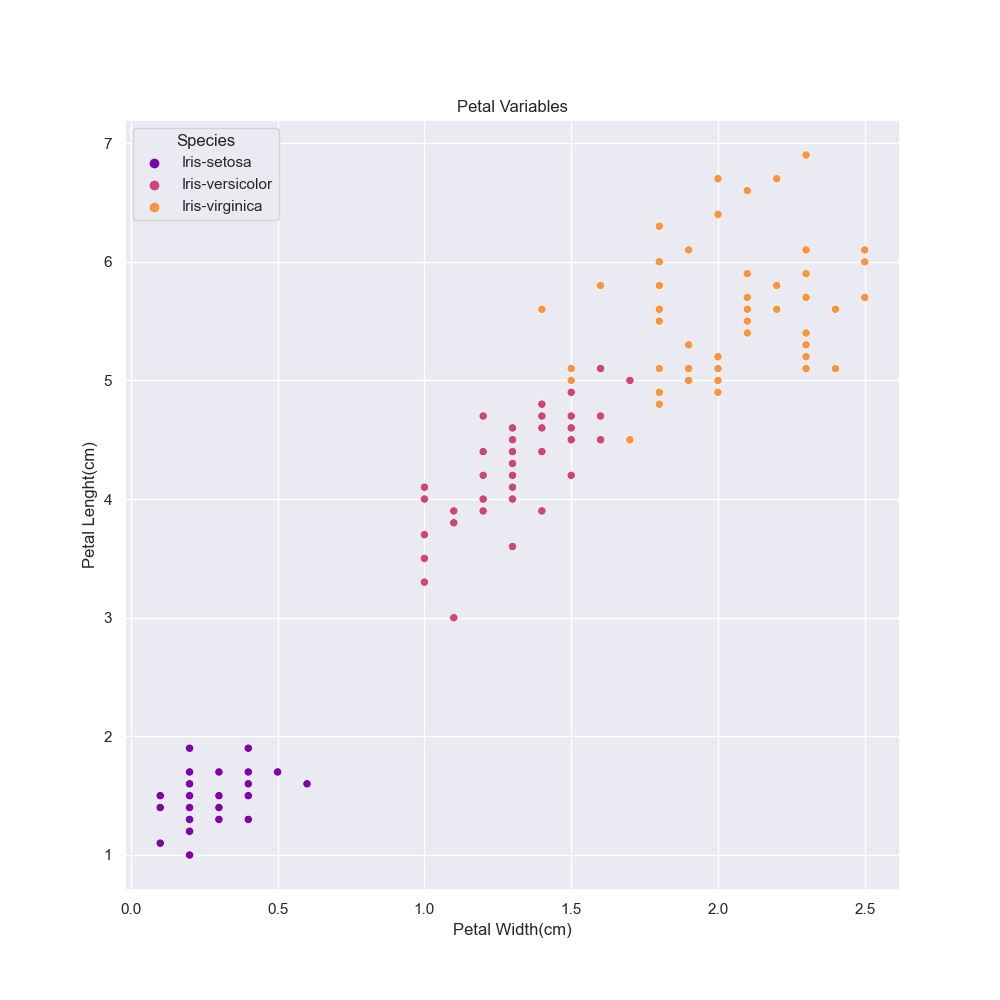 Petal Variables
Species
Iris-setosa
Iris-versicolor
Iris-virginica
7
6
5
4
3
2
1
Petal Lenght(cm)
0.0 0.5 1.0 1.5 2.0 2.5
Petal Width(cm)